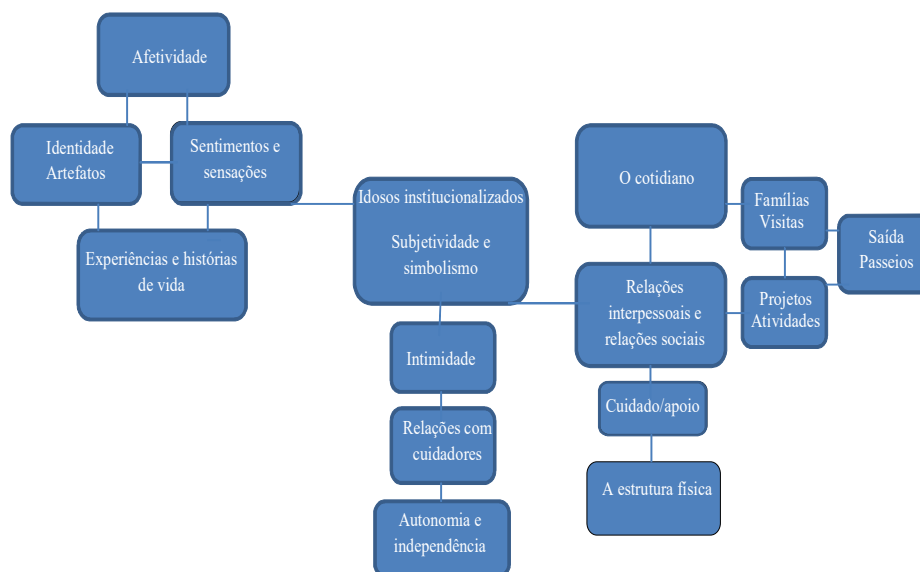 Afetividade
Identidade
Artefatos
Sentimentos e
sensações
Experiências e histórias
de vida
Idosos institucionalizados
Subjetividade e
simbolismo
Intimidade
Relações com
cuidadores
Autonomia e
independência
O cotidiano
Famílias
Visitas
Saída
Passeios
Relações
interpessoais e
relações sociais
Projetos
Atividades
Cuidado/apoio
A estrutura física